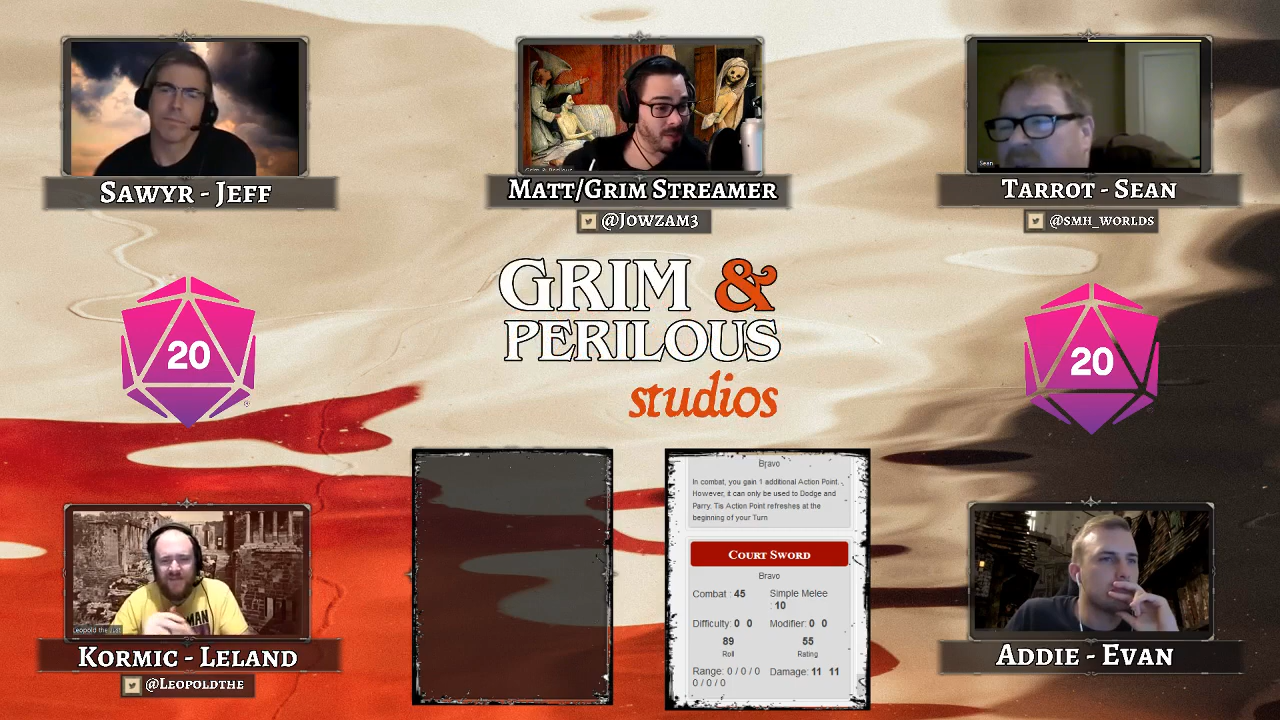 Sean
SAWYR - JEFF
MATT/GRIM STREAMER
@JOWZAM3
TARROT - SEAN
@SMH_WORLDS
GRIM &
PERILOUS
studios
20
20
Bravo
In combat, you gain 1 additional Action Point.
However, it can only be used to Dodge and
Parry. Tis Action Point refreshes at the
beginning of your Turn
COURT SWORD
Bravo
Combat : 45
Simple Melee
: 10
Difficulty: 0 0
Modifier: 0 0
89
55
Roll
Rating
Range: 0 / 0 / 0
0 / 0 / 0
Damage: 11 11
KORMIC - LELAND
@LEOPOLDTHE
ADDIE - EVAN